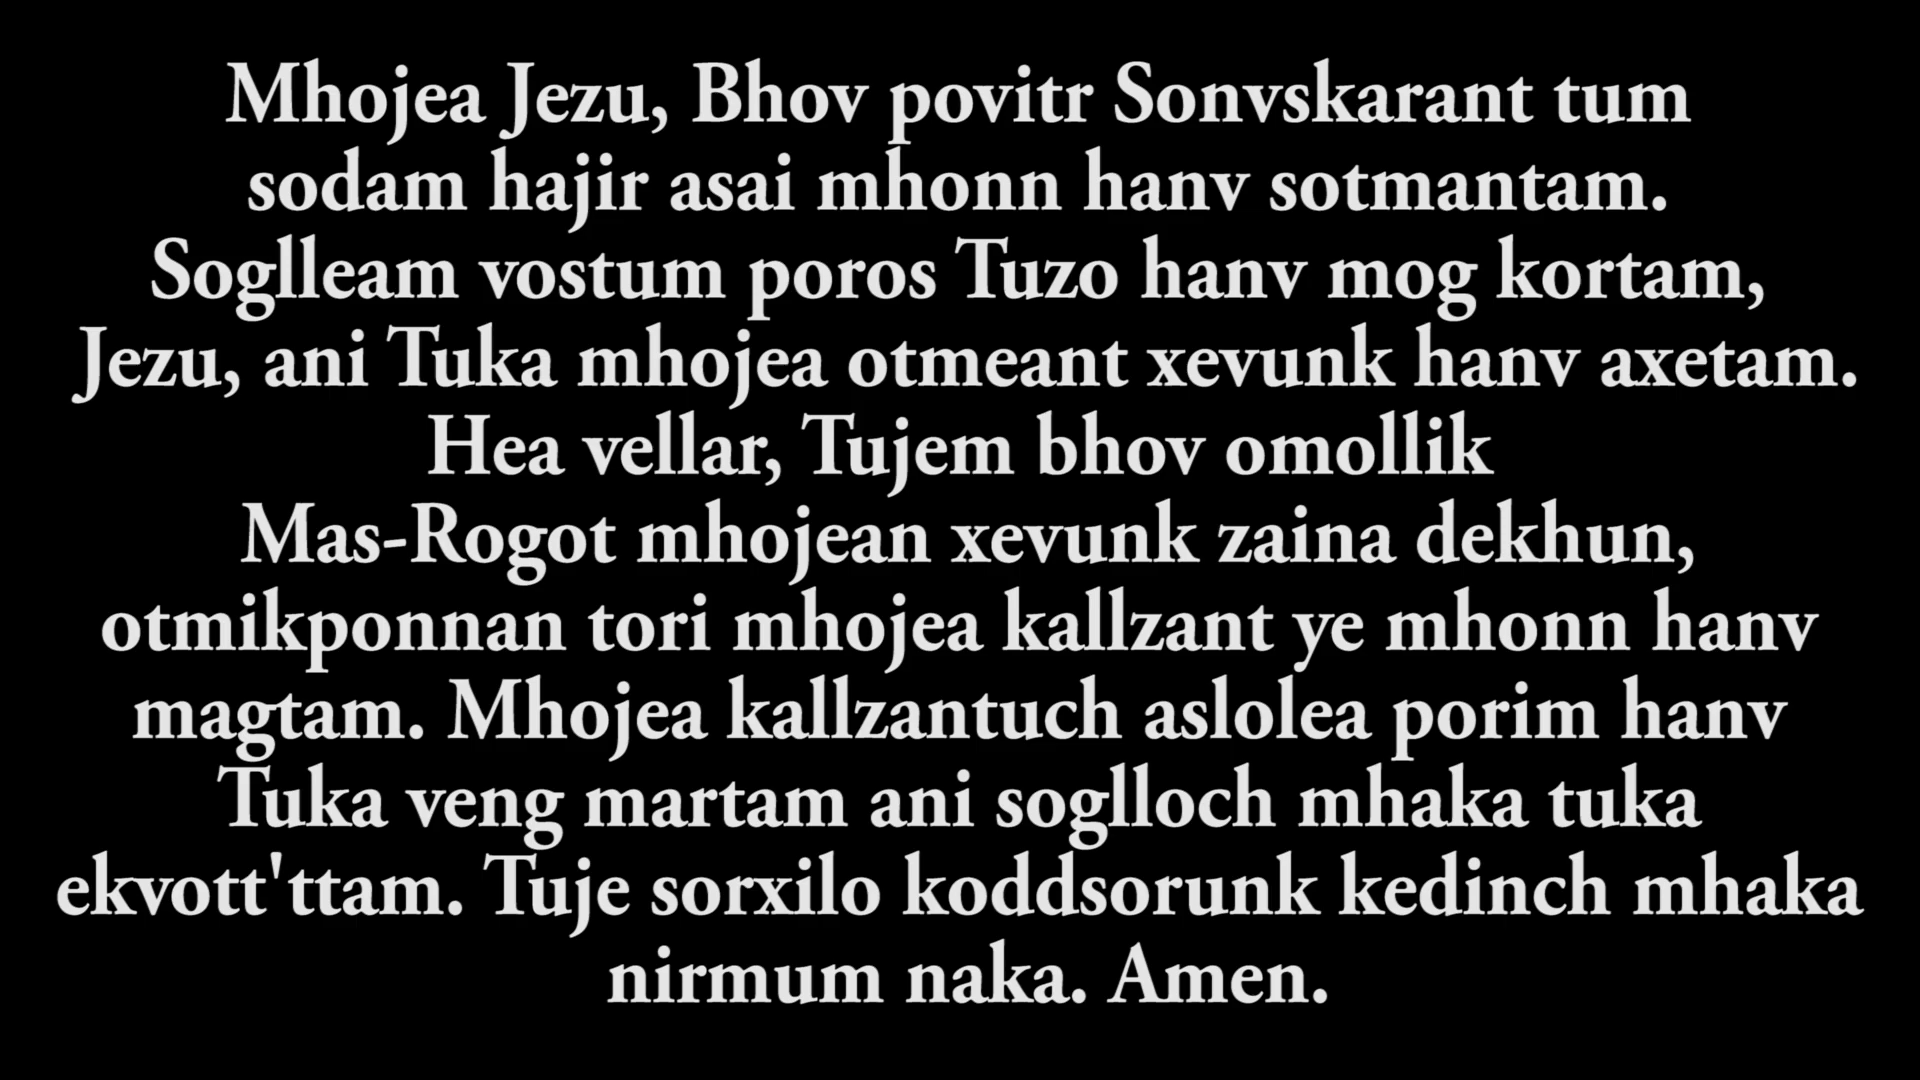 Mhojea Jezu, Bhov povitr Sonvskarant tum
sodam hajir asai mhonn hanv sotmantam.
Soglleam vostum poros Tuzo hanv mog kortam,
Jezu, ani Tuka mhojea otmeant xevunk hanv axetam.
Hea vellar, Tujem bhov omollik
Mas-Rogot mhojean xevunk zaina dekhun,
otmikponnan tori mhojea kallzant ye mhonn hanv
magtam. Mhojea kallzantuch aslolea porim hanv
Tuka veng martam ani soglloch mhaka tuka
ekvott'ttam. Tuje sorxilo koddsorunk kedinch mhaka
nirmum naka. Amen.